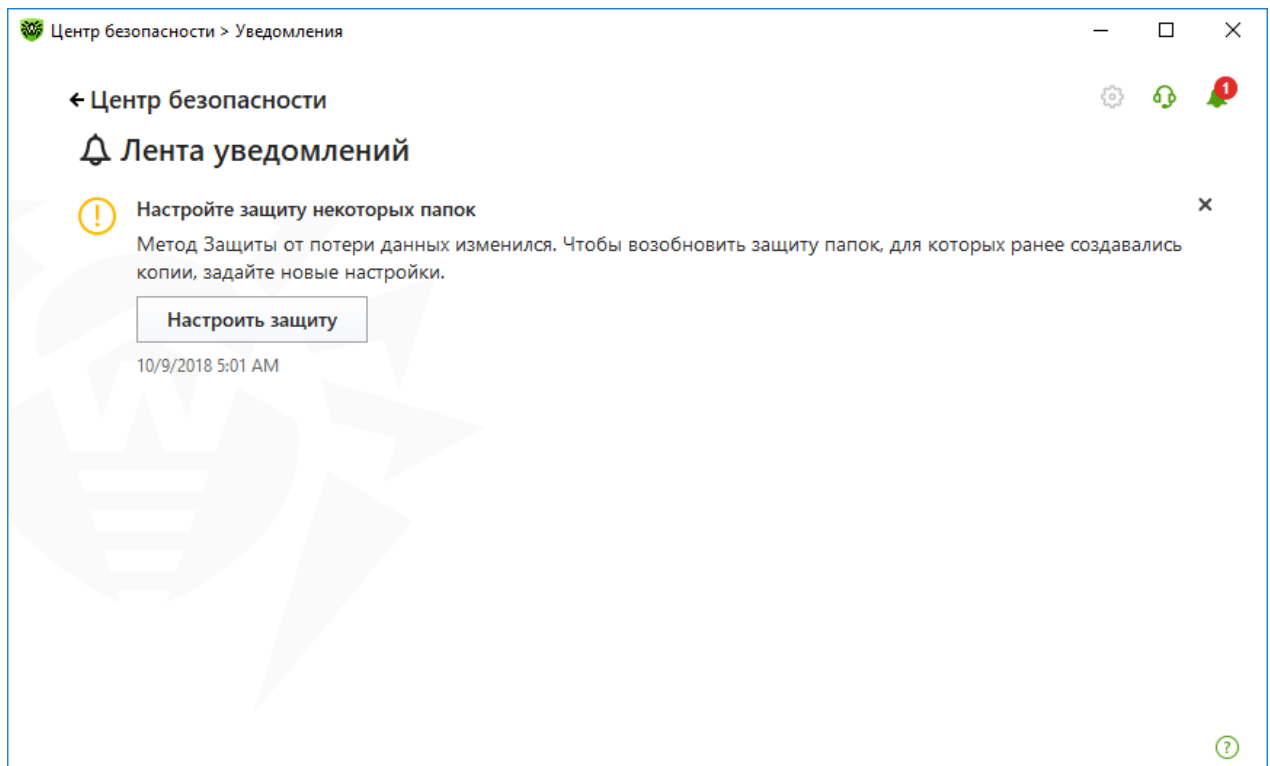 Центр безопасности > Уведомления
Центр безопасности
1
Лента уведомлений
Настройте защиту некоторых папок
Метод Защиты от потери данных изменился. Чтобы возобновить защиту папок, для которых ранее создавались
копии, задайте новые настройки.
Настроить защиту
10/9/2018 5:01 AM
?